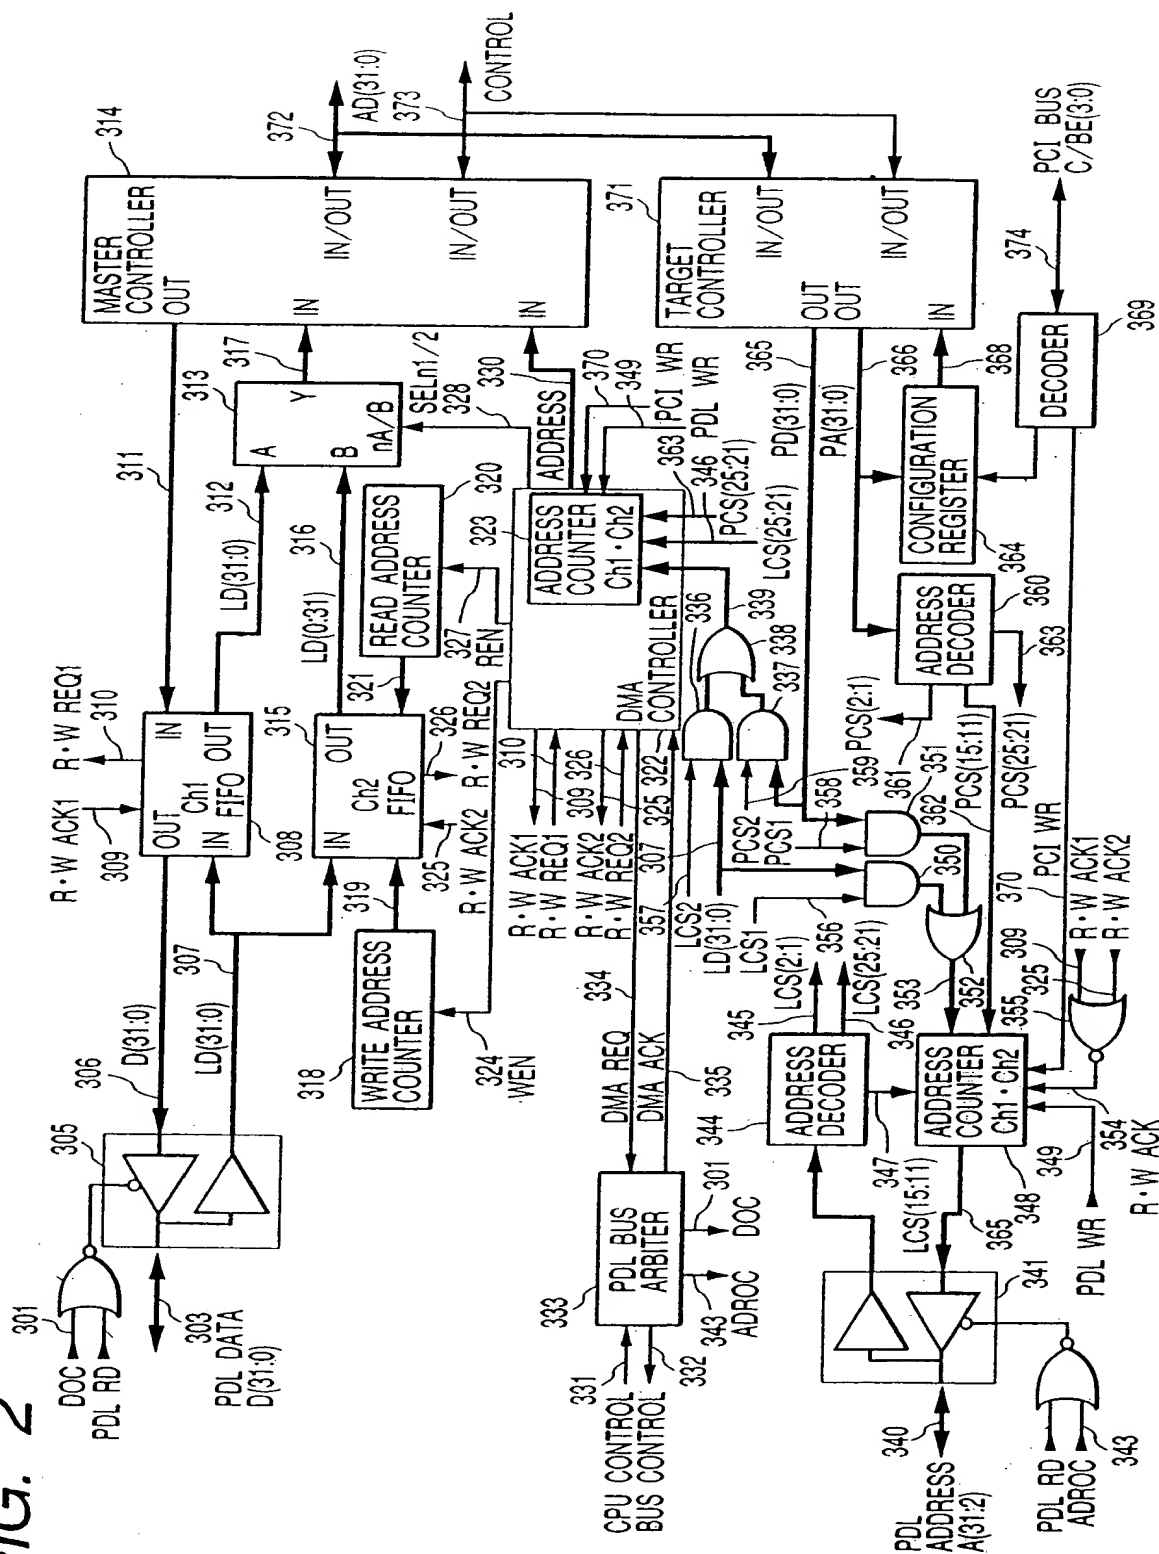 FIG. 2
DOC
PDL RD
301
303
PDL DATA
D(31:0)
305
306
D(31:0)
LD(31:0)
307
R·W ACK1
309
R·W REQ1
310
OUT
IN
Ch1
FIFO
IN
OUT
308
311
LD(31:0)
312
313
A
B
Y
nA/B
317
MASTER
CONTROLLER
OUT
314
IN
IN/OUT
IN/OUT
IN
372
AD(31:0)
373
CONTROL
318
WRITE ADDRESS
COUNTER
319
IN
OUT
Ch2
FIFO
315
LD(0:31)
316
321
READ ADDRESS
COUNTER
320
SELn1/2
328
324
WEN
325
R·W ACK2
326
R·W REQ2
327
REN
323
ADDRESS
COUNTER
Ch1·Ch2
ADDRESS
330
370
349
PCI WR
PDL WR
363
346
PCS(25:21)
LCS(25:21)
DMA
CONTROLLER
322
R·W ACK1
R·W REQ1
R·W ACK2
R·W REQ2
310
309
326
325
CPU CONTROL
BUS CONTROL
331
332
333
PDL BUS
ARBITER
343
ADROC
301
DOC
DMA REQ
334
DMA ACK
335
357
LCS2
LD(31:0)
307
LCS1
356
PCS2
PCS1
358
359
336
337
338
339
371
TARGET
CONTROLLER
OUT
OUT
IN
IN/OUT
IN/OUT
PD(31:0)
365
PA(31:0)
366
CONFIGURATION
REGISTER
364
368
374
PCI BUS
C/BE(3:0)
DECODER
369
ADDRESS
DECODER
360
363
PCS(2:1)
361
PCS(15:11)
362
PCS(25:21)
351
350
352
353
PCI WR
370
344
ADDRESS
DECODER
345
LCS(2:1)
346
LCS(25:21)
347
ADDRESS
COUNTER
Ch1·Ch2
348
LCS(15:11)
365
349
PDL WR
354
R·W ACK
355
309
325
R·W ACK1
R·W ACK2
340
PDL
ADDRESS
A(31:2)
341
PDL RD
ADROC
343